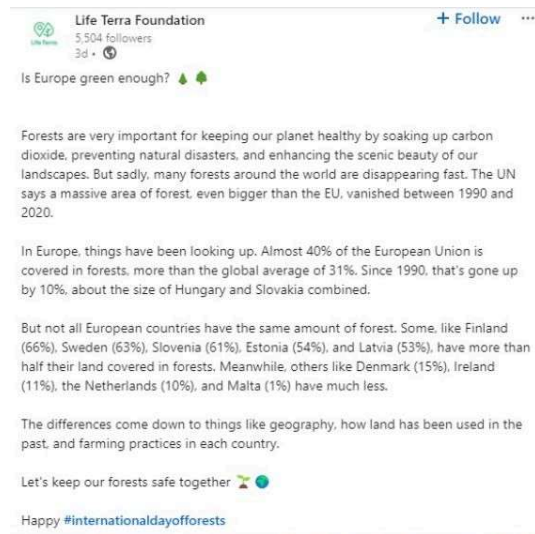 Life Terra Foundation
+ Follow ...
5,504 followers
Life Terra
3d •
Is Europe green enough? 🌲 🌳
Forests are very important for keeping our planet healthy by soaking up carbon
dioxide, preventing natural disasters, and enhancing the scenic beauty of our
landscapes. But sadly, many forests around the world are disappearing fast. The UN
says a massive area of forest, even bigger than the EU, vanished between 1990 and
2020.
In Europe, things have been looking up. Almost 40% of the European Union is
covered in forests, more than the global average of 31%. Since 1990, that's gone up
by 10%, about the size of Hungary and Slovakia combined.
But not all European countries have the same amount of forest. Some, like Finland
(66%), Sweden (63%), Slovenia (61%), Estonia (54%), and Latvia (53%), have more than
half their land covered in forests. Meanwhile, others like Denmark (15%), Ireland
(11%), the Netherlands (10%), and Malta (1%) have much less.
The differences come down to things like geography, how land has been used in the
past, and farming practices in each country.
Let's keep our forests safe together 🌱 🌍
Happy #internationaldayofforests